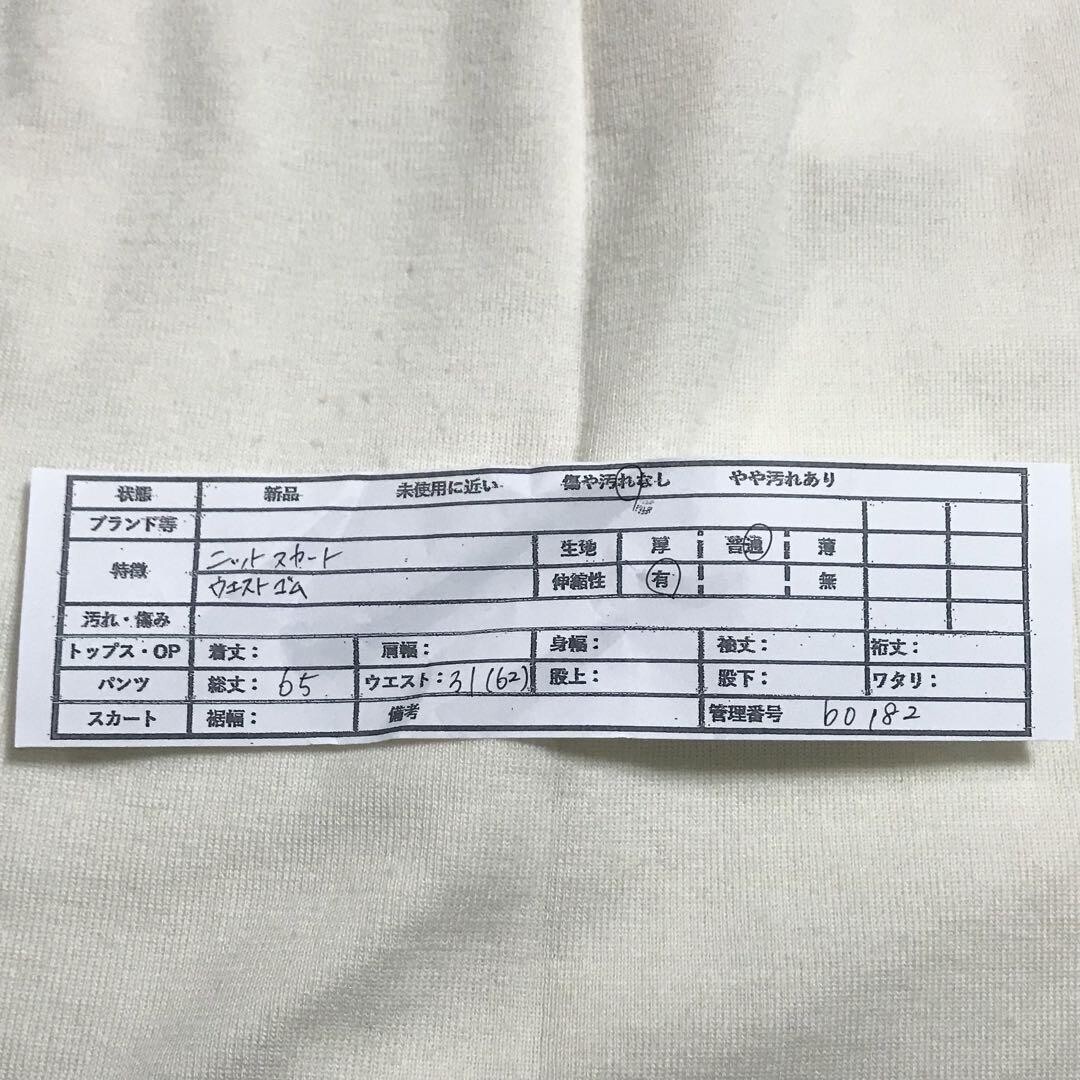 状態 新品 未使用に近い 傷や汚れなし やや汚れあり
ブランド等
特徴 ニットスカート 生地 厚 普通 薄
ウエストゴム 伸縮性 有 無
汚れ・傷み
トップス・OP 着丈： 肩幅： 身幅： 袖丈： 裄丈：
パンツ 総丈： 65 ウエスト：31(62) 股上： 股下： ワタリ：
スカート 裾幅： 備考 管理番号 60182